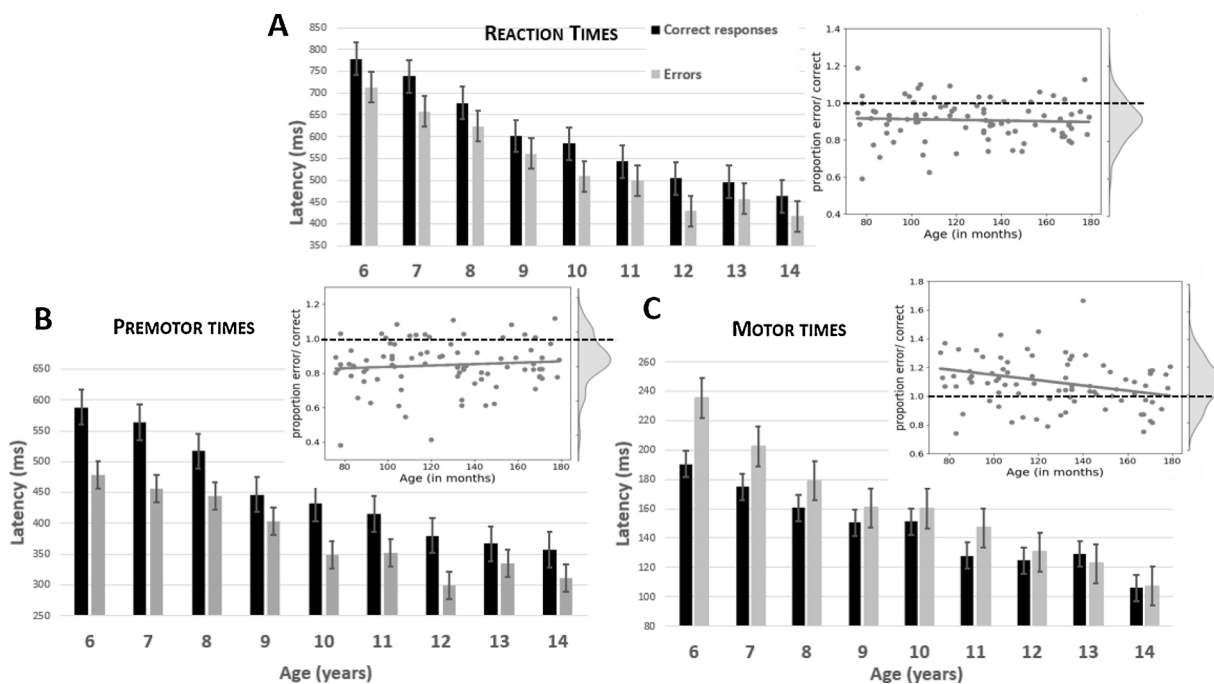 A
REACTION TIMES
Correct responses
Errors
Latency (ms)
850
800
750
700
650
600
550
500
450
400
350
6 7 8 9 10 11 12 13 14
proportion error/ correct
1.4
1.2
1.0
0.8
0.6
0.4
80 100 120 140 160 180
Age (in months)
B
PREMOTOR TIMES
Latency (ms)
650
600
550
500
450
400
350
300
250
6 7 8 9 10 11 12 13 14
Age (years)
proportion error/ correct
1.2
1.0
0.8
0.6
0.4
80 100 120 140 160 180
Age (in months)
C
MOTOR TIMES
Latency (ms)
260
240
220
200
180
160
140
120
100
80
6 7 8 9 10 11 12 13 14
Age (years)
proportion error/ correct
1.8
1.6
1.4
1.2
1.0
0.8
0.6
80 100 120 140 160 180
Age (in months)